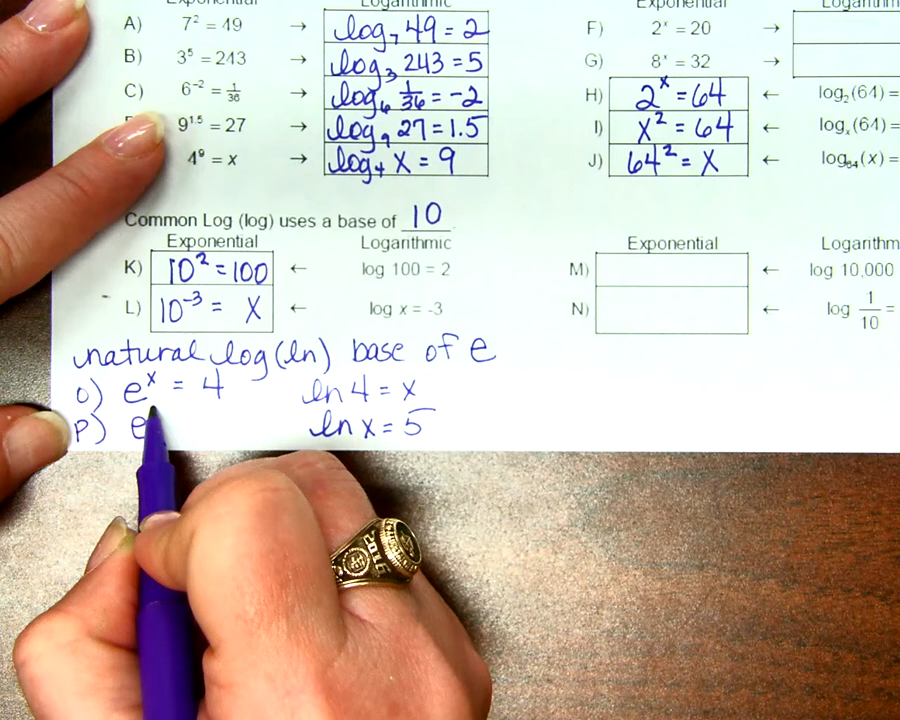 Exponential Logarithmic
A) 7² = 49 → log₇ 49 = 2
B) 3⁵ = 243 → log₃ 243 = 5
C) 6⁻² = 1/36 → log₆ 1/36 = -2
9^1.5 = 27 → log₉ 27 = 1.5
4⁹ = x → log₄ x = 9
Exponential Logarithm
F) 2ˣ = 20 →
G) 8ˣ = 32 →
H) 2ˣ = 64 ← log₂(64) =
I) x² = 64 ← logₓ(64) =
J) 64² = x ← log₆₄(x) =
Common Log (log) uses a base of 10
Exponential Logarithmic
K) 10² = 100 ← log 100 = 2
L) 10⁻³ = x ← log x = -3
Exponential Logarithm
M) ← log 10,000
N) ← log 1/10 =
natural log (ln) base of e
O) eˣ = 4 ln 4 = x
P) e ln x = 5
2016